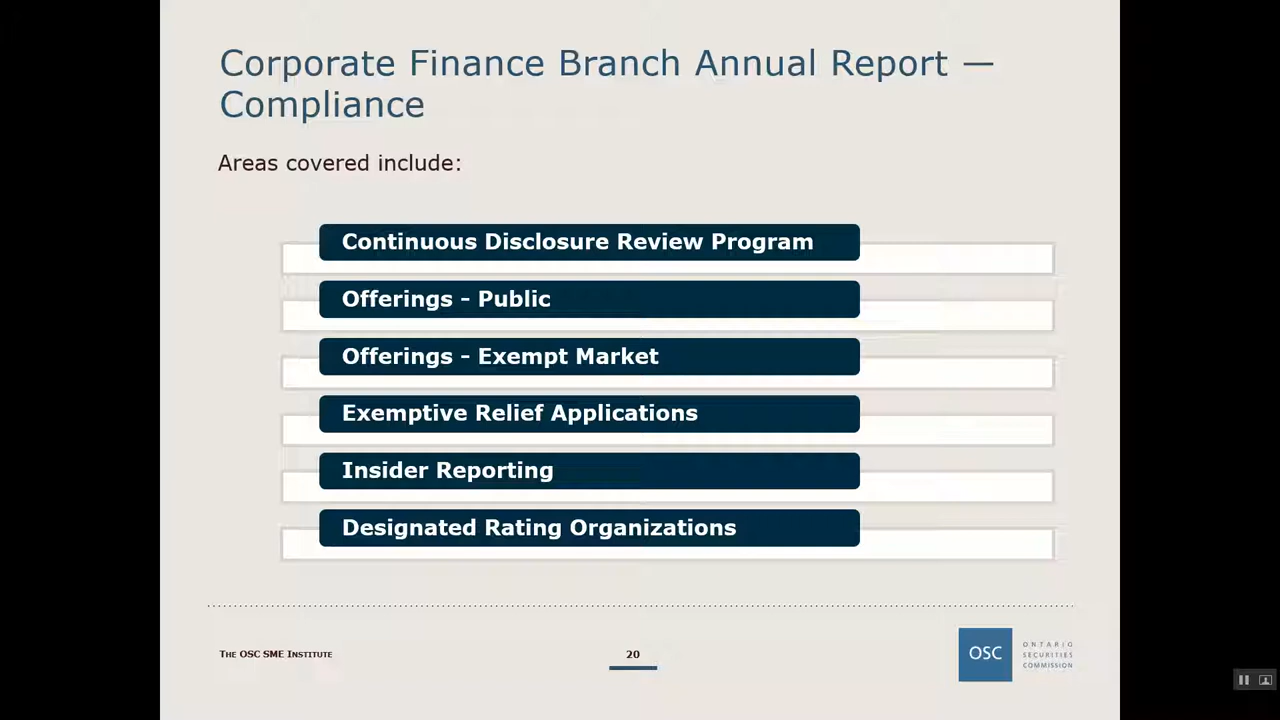 Corporate Finance Branch Annual Report —
Compliance
Areas covered include:
Continuous Disclosure Review Program
Offerings - Public
Offerings - Exempt Market
Exemptive Relief Applications
Insider Reporting
Designated Rating Organizations
THE OSC SME INSTITUTE
20
OSC
ONTARIO
SECURITIES
COMMISSION